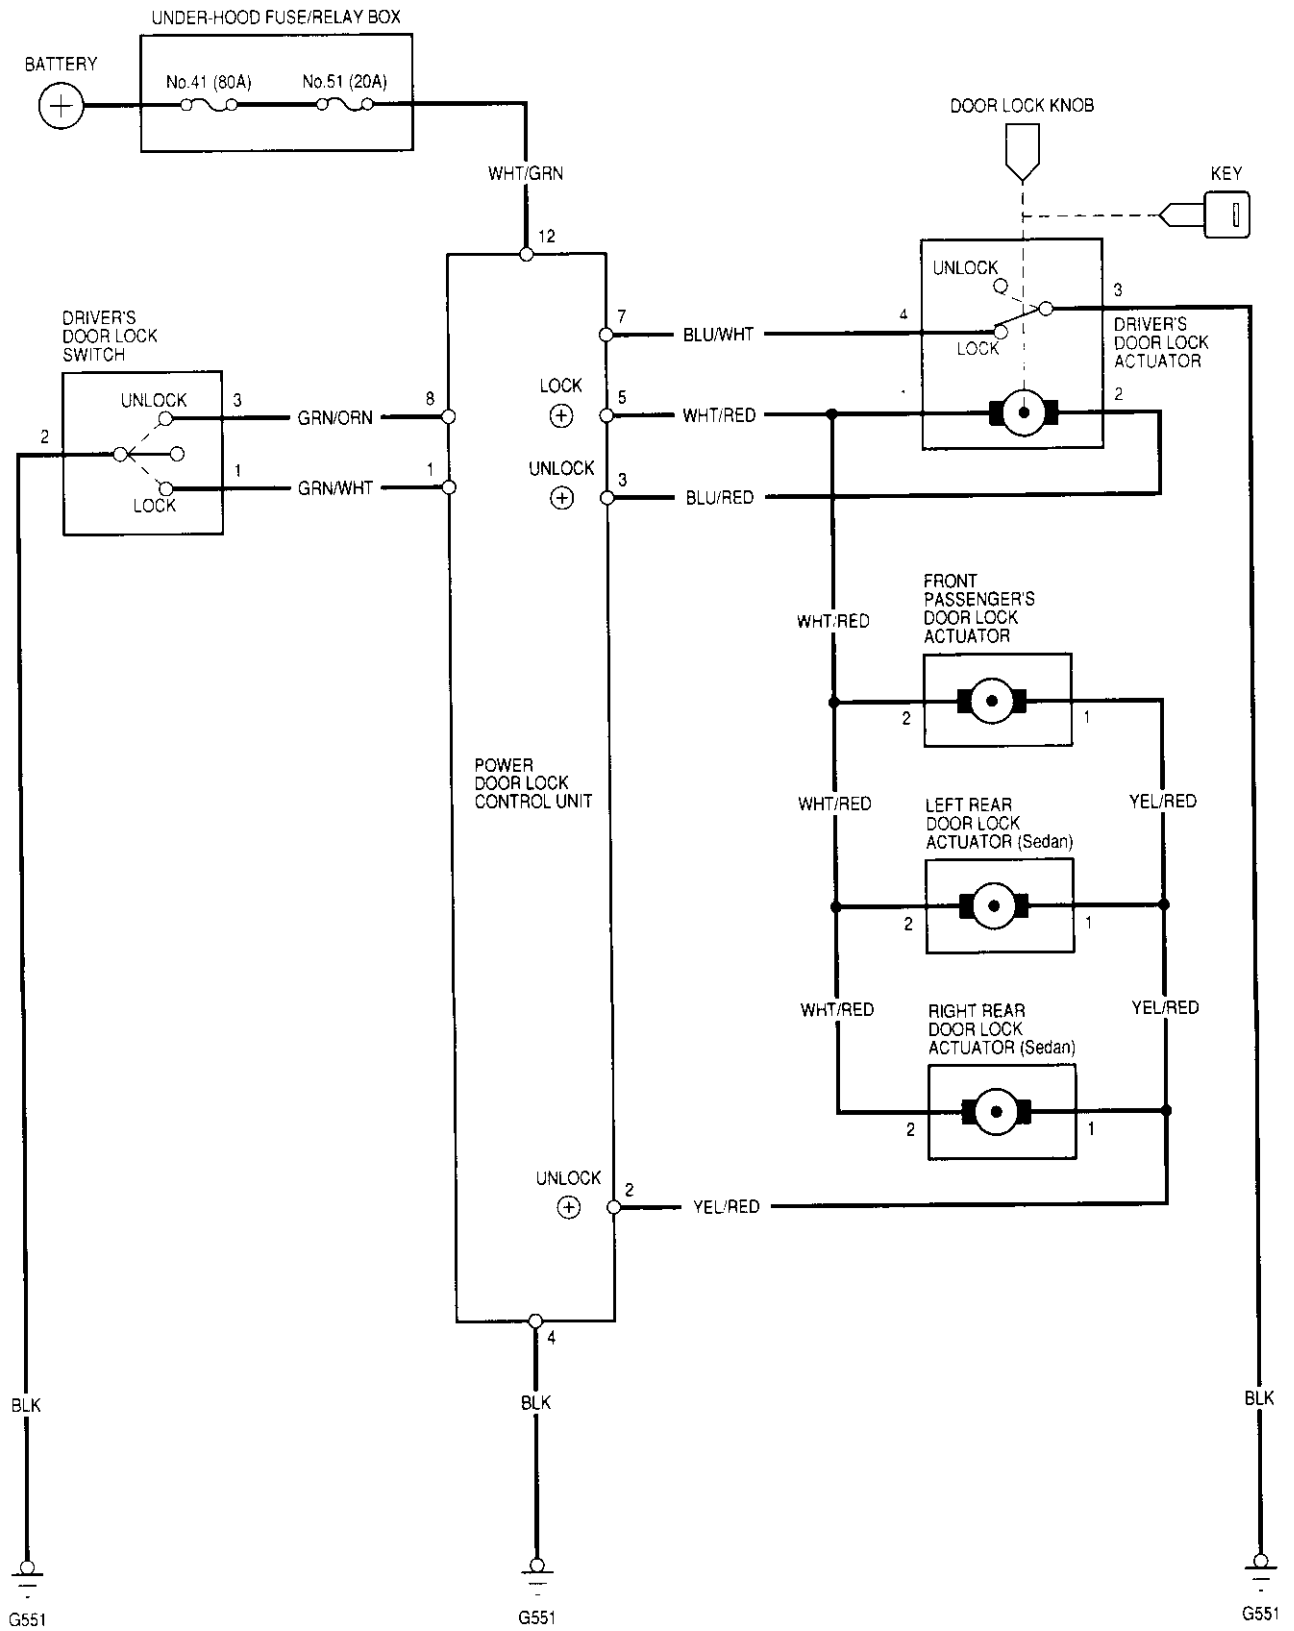 UNDER-HOOD FUSE/RELAY BOX
BATTERY
No.41 (80A)
No.51 (20A)
WHT/GRN
12
DOOR LOCK KNOB
KEY
UNLOCK
LOCK
4
3
DRIVER'S
DOOR LOCK
ACTUATOR
1
2
7
BLU/WHT
LOCK
5
WHT/RED
UNLOCK
3
BLU/RED
DRIVER'S
DOOR LOCK
SWITCH
UNLOCK
3
GRN/ORN
8
2
1
GRN/WHT
1
LOCK
WHT/RED
FRONT
PASSENGER'S
DOOR LOCK
ACTUATOR
2
1
POWER
DOOR LOCK
CONTROL UNIT
WHT/RED
LEFT REAR
DOOR LOCK
ACTUATOR (Sedan)
YEL/RED
2
1
WHT/RED
RIGHT REAR
DOOR LOCK
ACTUATOR (Sedan)
YEL/RED
2
1
UNLOCK
2
YEL/RED
4
BLK
BLK
BLK
G551
G551
G551